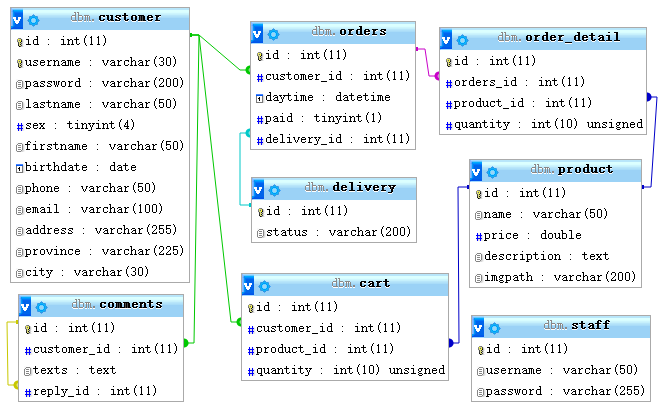 dbm. customer
id : int(11)
username : varchar(30)
password : varchar(200)
lastname : varchar(50)
sex : tinyint(4)
firstname : varchar(50)
birthdate : date
phone : varchar(50)
email : varchar(100)
address : varchar(255)
province : varchar(225)
city : varchar(30)
dbm. orders
id : int(11)
customer_id : int(11)
daytime : datetime
paid : tinyint(1)
delivery_id : int(11)
dbm. order_detail
id : int(11)
orders_id : int(11)
product_id : int(11)
quantity : int(10) unsigned
dbm. delivery
id : int(11)
status : varchar(200)
dbm. product
id : int(11)
name : varchar(50)
price : double
description : text
imgpath : varchar(200)
dbm. comments
id : int(11)
customer_id : int(11)
texts : text
reply_id : int(11)
dbm. cart
id : int(11)
customer_id : int(11)
product_id : int(11)
quantity : int(10) unsigned
dbm. staff
id : int(11)
username : varchar(50)
password : varchar(255)